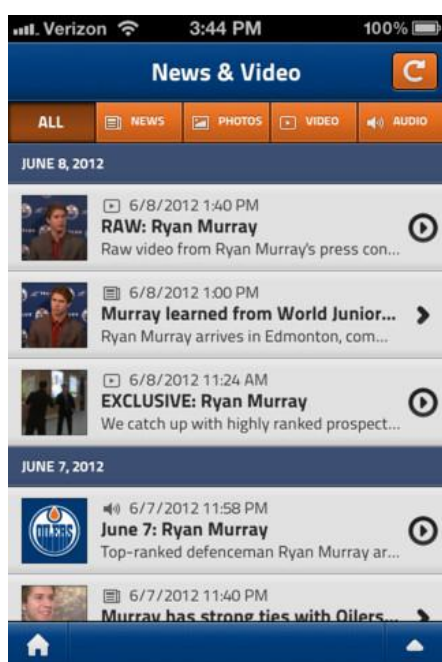 Verizon 3:44 PM 100%
News & Video
ALL NEWS PHOTOS VIDEO AUDIO
JUNE 8, 2012
6/8/2012 1:40 PM
RAW: Ryan Murray
Raw video from Ryan Murray's press con...
6/8/2012 1:00 PM
Murray learned from World Junior...
Ryan Murray arrives in Edmonton, com...
6/8/2012 11:24 AM
EXCLUSIVE: Ryan Murray
We catch up with highly ranked prospect...
JUNE 7, 2012
OILERS
6/7/2012 11:58 PM
June 7: Ryan Murray
Top-ranked defenceman Ryan Murray ar...
6/7/2012 11:40 PM
Murray has strong ties with Oilers...